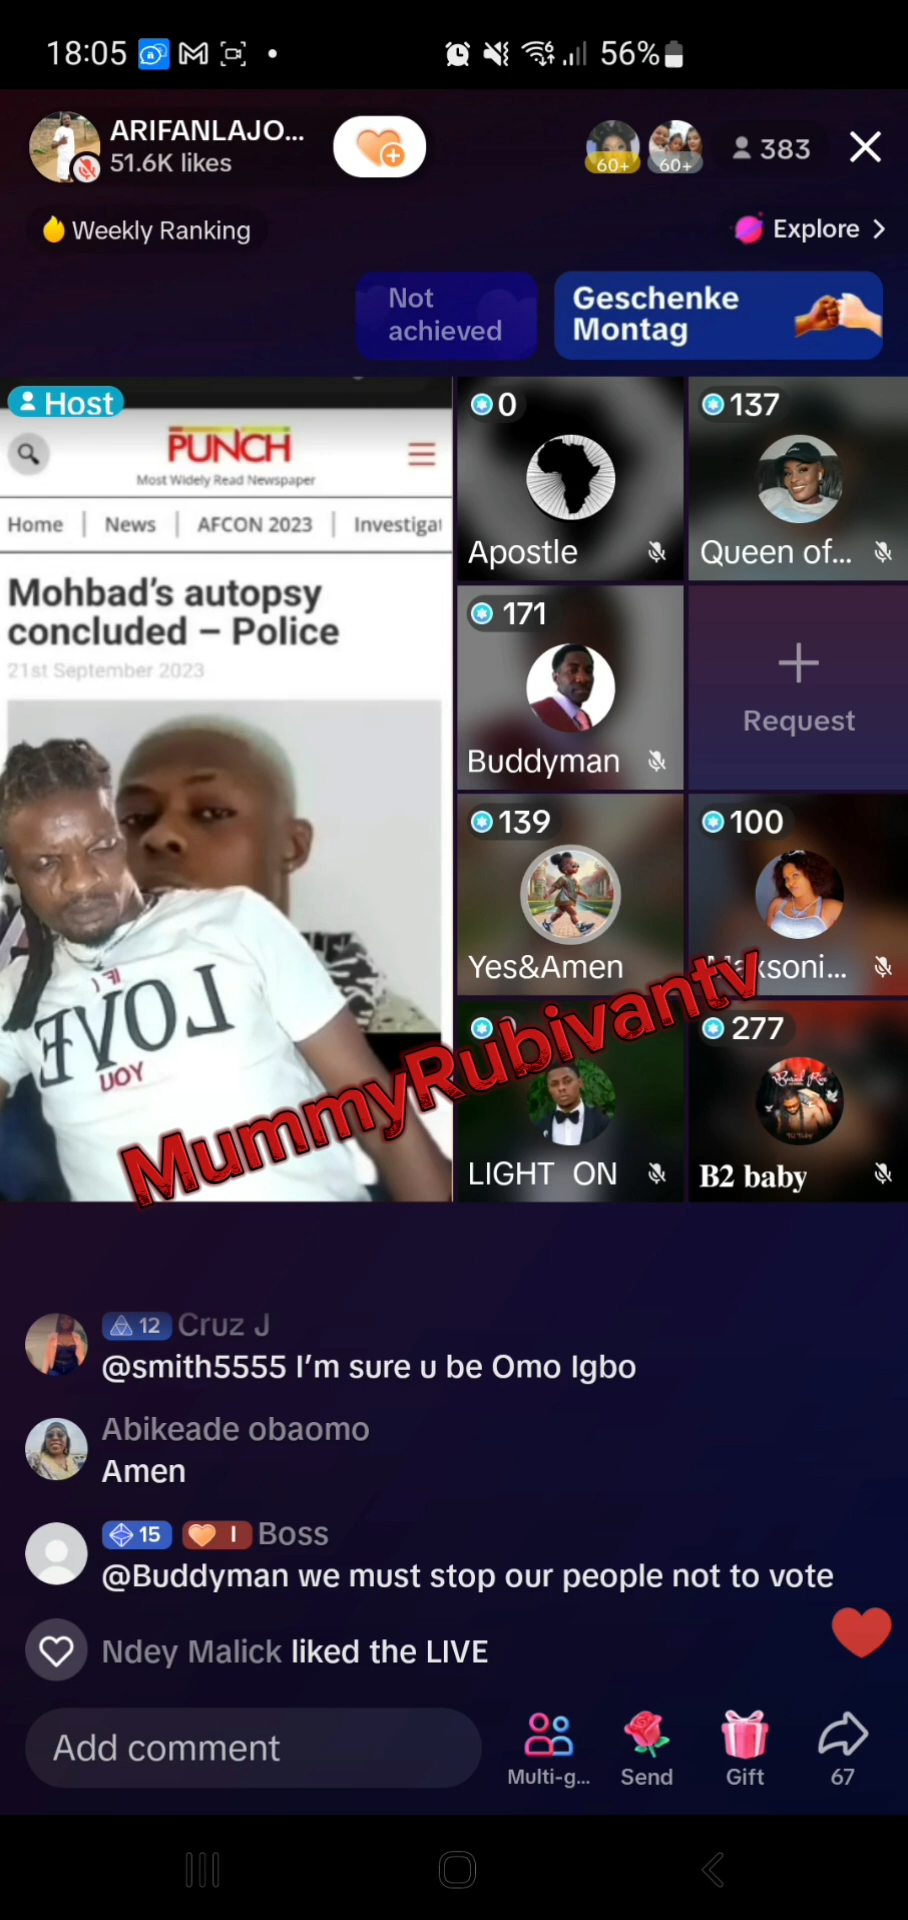 18:05
56%
ARIFANLAJO...
51.6K likes
60+
60+
383
Weekly Ranking
Explore >
Not
achieved
Geschenke
Montag
Host
PUNCH
Most Widely Read Newspaper
Home | News | AFCON 2023 | Investigat
Mohbad's autopsy
concluded – Police
21st September 2023
LOVE
YOU
0
Apostle
137
Queen of...
171
Buddyman
Request
139
Yes&Amen
100
LIGHT ON
277
B2 baby
MummyRubivantv
12 Cruz J
@smith5555 I'm sure u be Omo Igbo
Abikeade obaomo
Amen
15 I Boss
@Buddyman we must stop our people not to vote
Ndey Malick liked the LIVE
Add comment
Multi-g...
Send
Gift
67